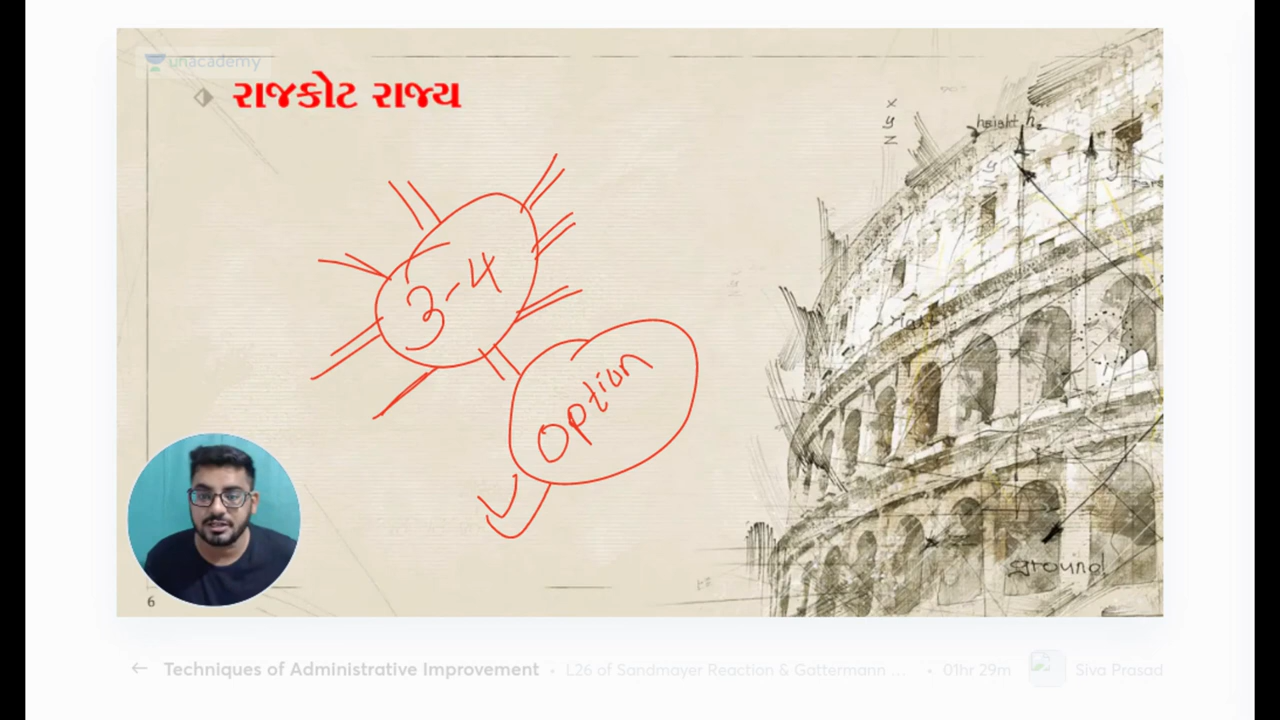 unacademy
રાજકોટ રાજ્ય
x
y
N
height h₂
3-4
option
ground
6
← Techniques of Administrative Improvement • L26 of Sandmayer Reaction & Gattermann ... • 01hr 29m Siva Prasad